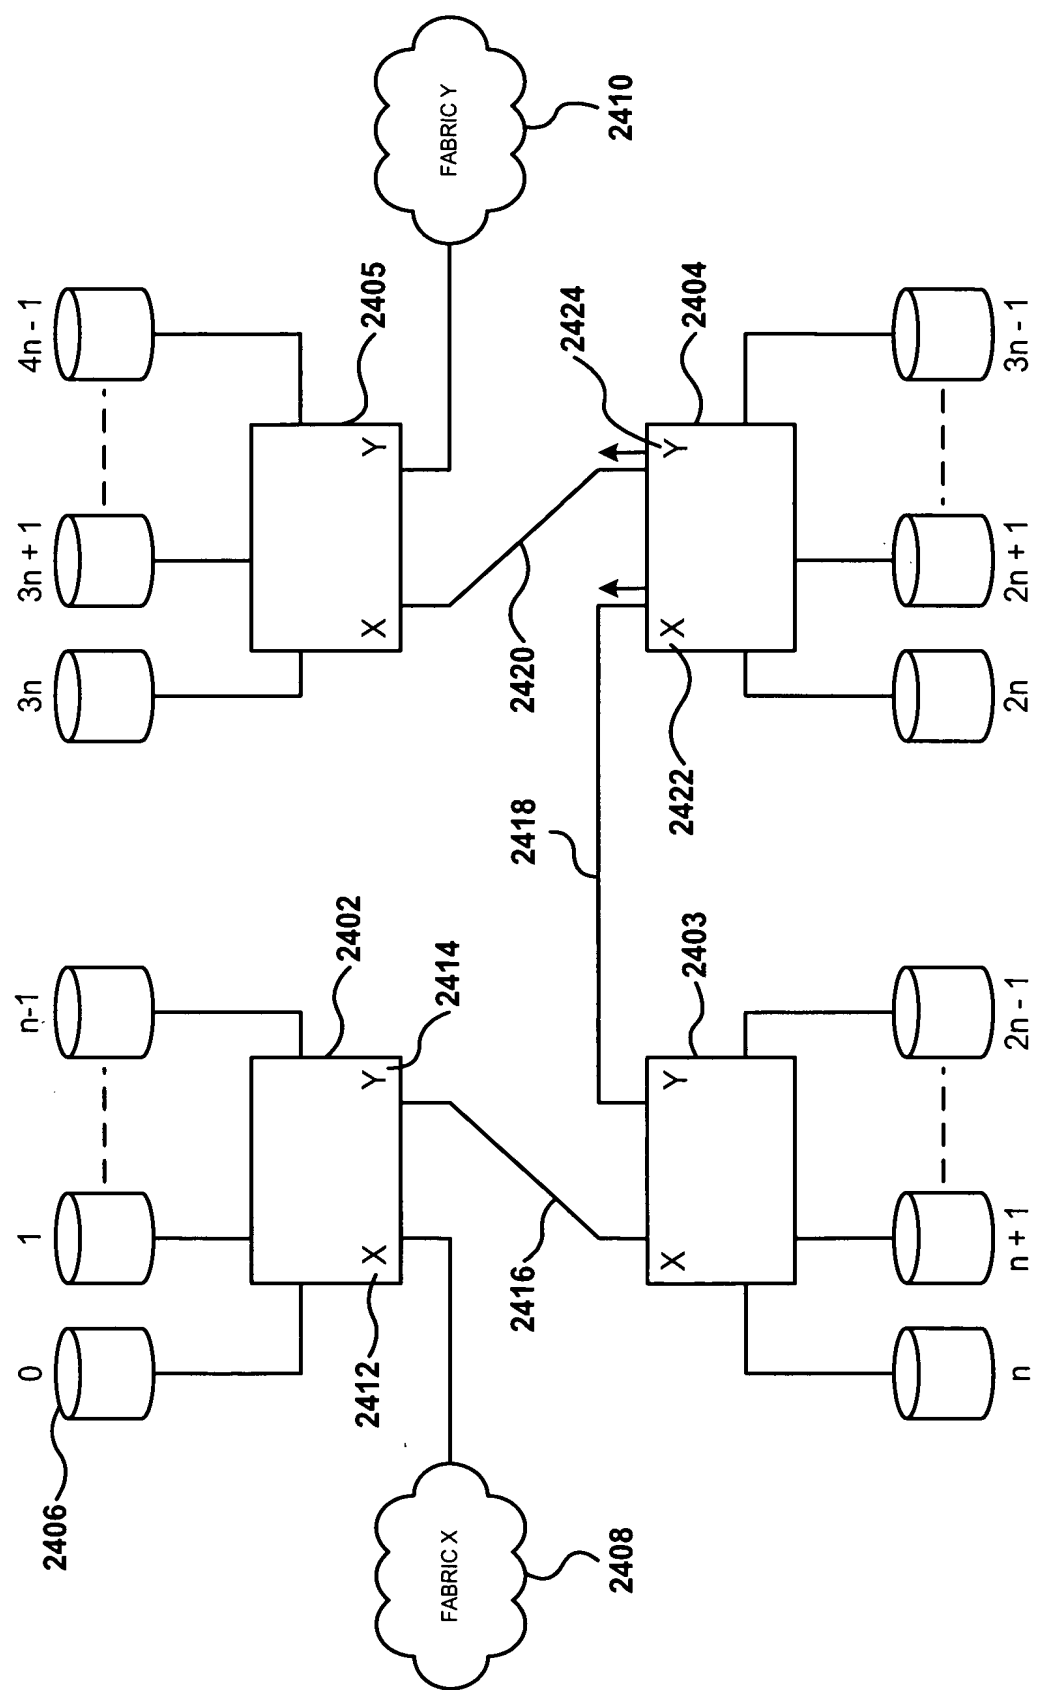 0
1
n-1
3n
3n + 1
4n - 1
2406
2402
2405
X
Y
X
Y
2412
2414
FABRIC X
FABRIC Y
2408
2410
2416
2418
2420
2424
X
Y
X
Y
2403
2422
2404
n
n + 1
2n - 1
2n
2n + 1
3n - 1